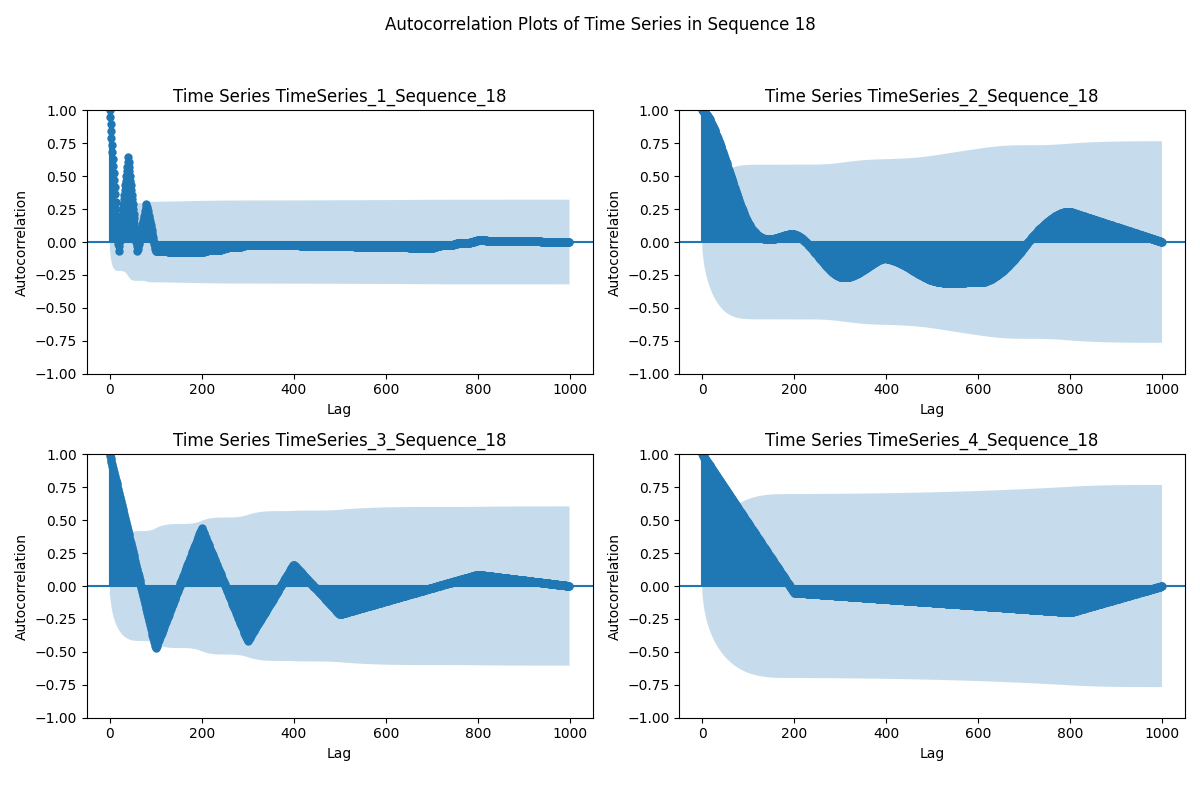 Autocorrelation Plots of Time Series in Sequence 18
Time Series TimeSeries_1_Sequence_18
1.00
0.75
0.50
0.25
0.00
−0.25
−0.50
−0.75
−1.00
Autocorrelation
0 200 400 600 800 1000
Lag
Time Series TimeSeries_2_Sequence_18
1.00
0.75
0.50
0.25
0.00
−0.25
−0.50
−0.75
−1.00
Autocorrelation
0 200 400 600 800 1000
Lag
Time Series TimeSeries_3_Sequence_18
1.00
0.75
0.50
0.25
0.00
−0.25
−0.50
−0.75
−1.00
Autocorrelation
0 200 400 600 800 1000
Lag
Time Series TimeSeries_4_Sequence_18
1.00
0.75
0.50
0.25
0.00
−0.25
−0.50
−0.75
−1.00
Autocorrelation
0 200 400 600 800 1000
Lag